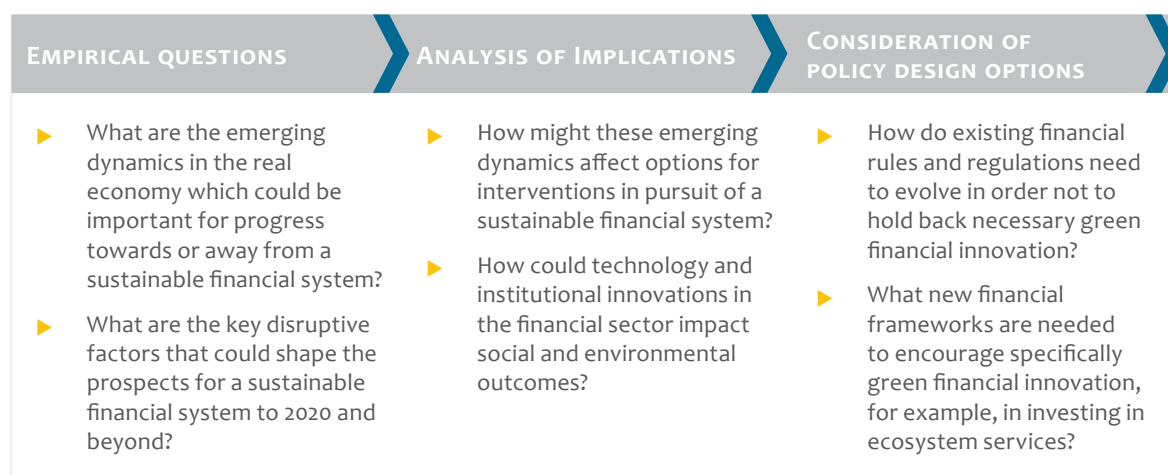 EMPIRICAL QUESTIONS
What are the emerging
dynamics in the real
economy which could be
important for progress
towards or away from a
sustainable financial system?
What are the key disruptive
factors that could shape the
prospects for a sustainable
financial system to 2020 and
beyond?
ANALYSIS OF IMPLICATIONS
How might these emerging
dynamics affect options for
interventions in pursuit of a
sustainable financial system?
How could technology and
institutional innovations in
the financial sector impact
social and environmental
outcomes?
CONSIDERATION OF
POLICY DESIGN OPTIONS
How do existing financial
rules and regulations need
to evolve in order not to
hold back necessary green
financial innovation?
What new financial
frameworks are needed
to encourage specifically
green financial innovation,
for example, in investing in
ecosystem services?